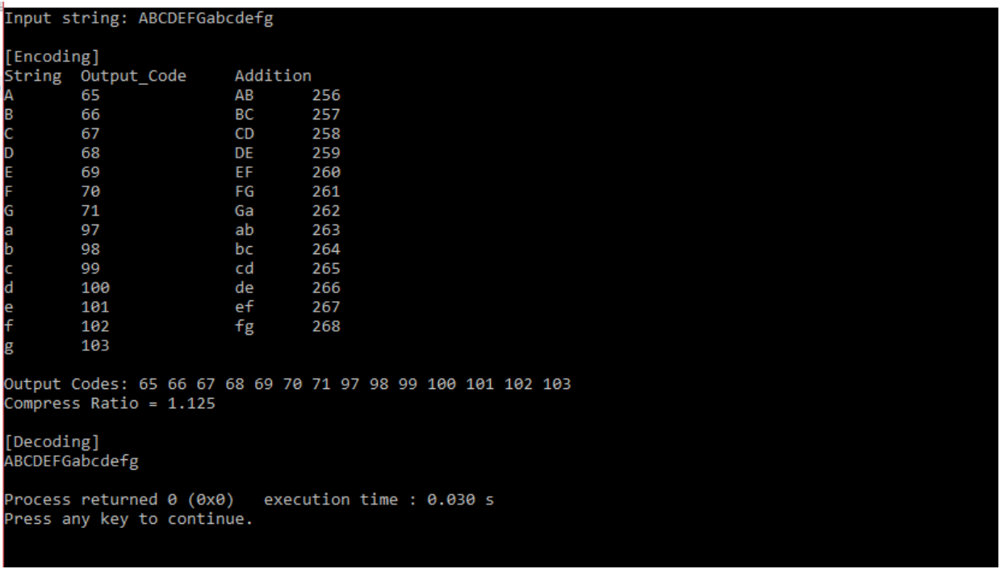 Input string: ABCDEFGabcdefg
[Encoding]
String  Output_Code     Addition
A       65              AB      256
B       66              BC      257
C       67              CD      258
D       68              DE      259
E       69              EF      260
F       70              FG      261
G       71              Ga      262
a       97              ab      263
b       98              bc      264
c       99              cd      265
d       100             de      266
e       101             ef      267
f       102             fg      268
g       103
Output Codes: 65 66 67 68 69 70 71 97 98 99 100 101 102 103
Compress Ratio = 1.125
[Decoding]
ABCDEFGabcdefg
Process returned 0 (0x0)   execution time : 0.030 s
Press any key to continue.